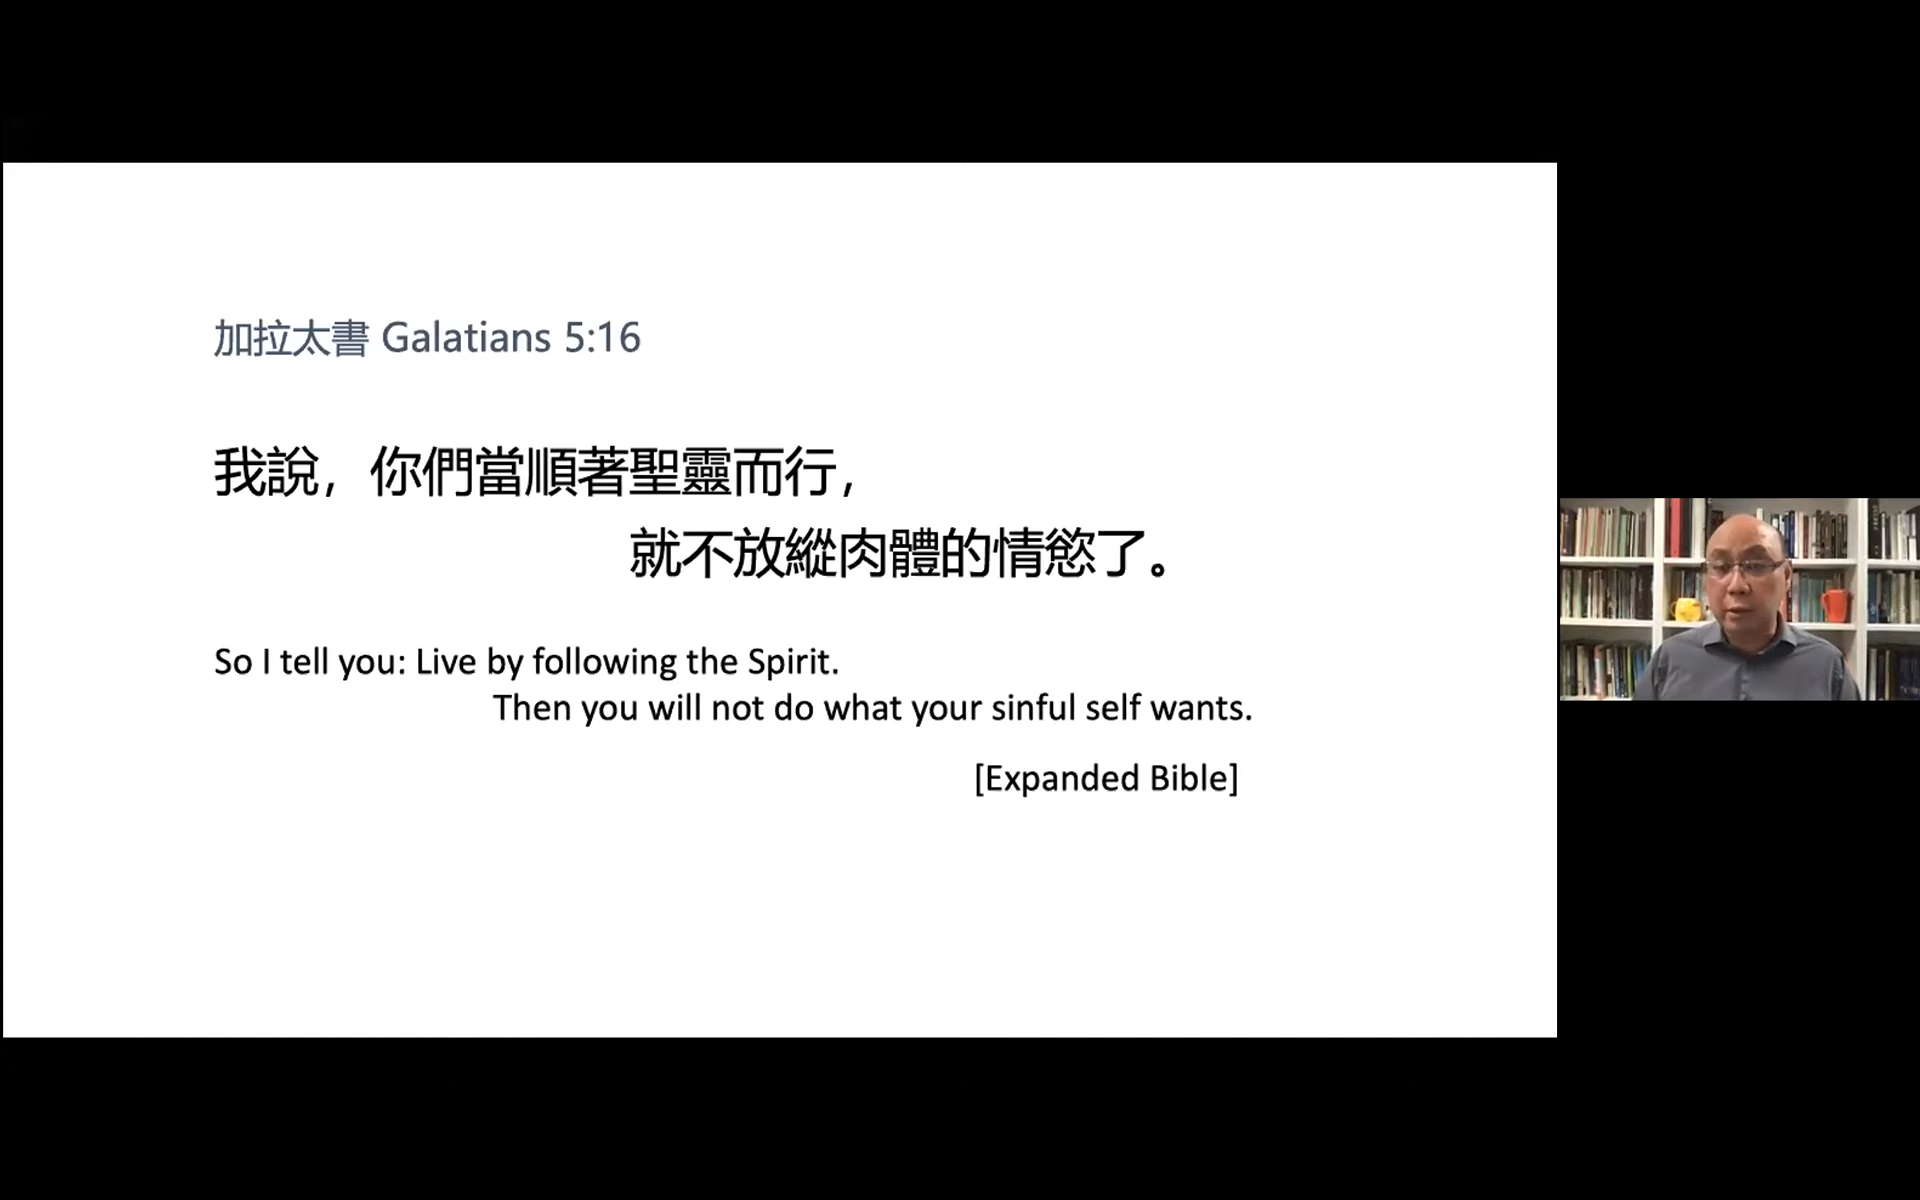 加拉太書 Galatians 5:16
我說，你們當順著聖靈而行，
就不放縱肉體的情慾了。
So I tell you: Live by following the Spirit.
Then you will not do what your sinful self wants.
[Expanded Bible]